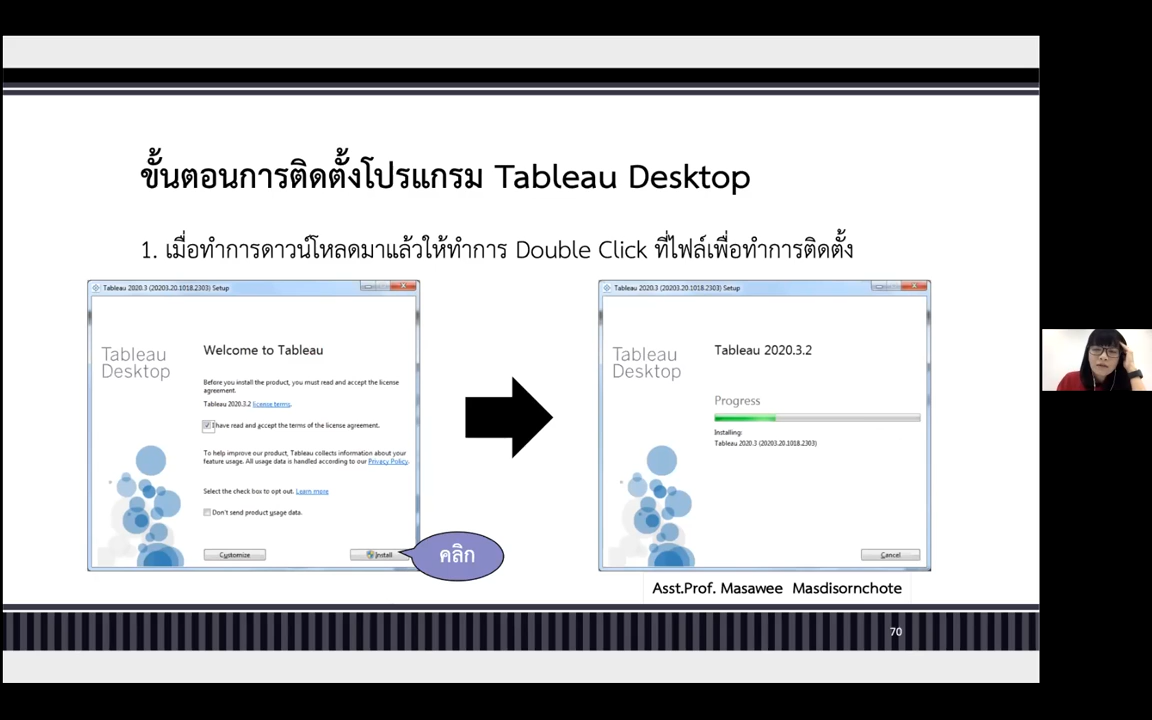 ขั้นตอนการติดตั้งโปรแกรม Tableau Desktop
1. เมื่อทำการดาวน์โหลดมาแล้วให้ทำการ Double Click ที่ไฟล์เพื่อทำการติดตั้ง
Tableau 2020.3 (20203.20.1018.2303) Setup
Tableau
Desktop
Welcome to Tableau
Before you install the product, you must read and accept the license
agreement.
Tableau 2020.3.2 license terms.
I have read and accept the terms of the license agreement.
To help improve our product, Tableau collects information about your
feature usage. All usage data is handled according to our Privacy Policy.
Select the check box to opt out. Learn more
Don't send product usage data.
Customize
Install
คลิก
Tableau 2020.3 (20203.20.1018.2303) Setup
Tableau
Desktop
Tableau 2020.3.2
Progress
Installing:
Tableau 2020.3 (20203.20.1018.2303)
Cancel
Asst.Prof. Masawee Masdisornchote
70